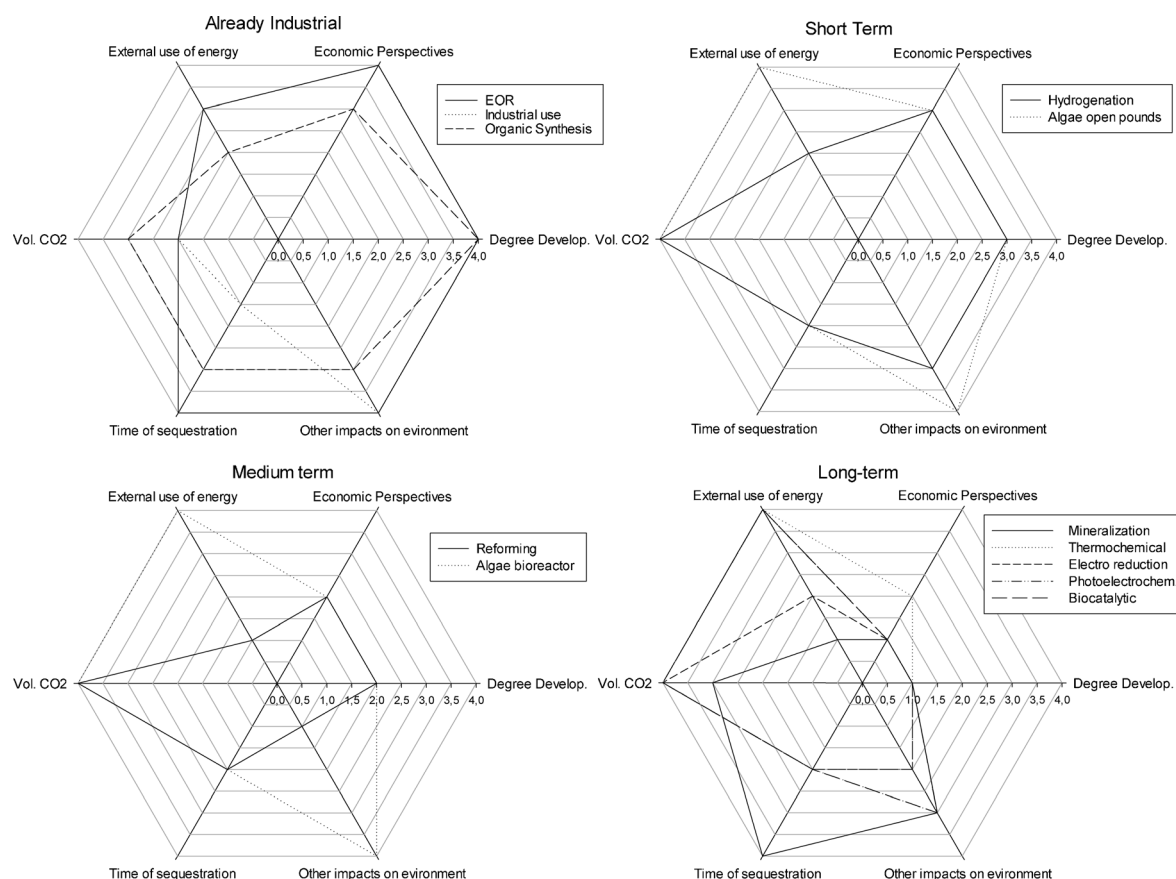 Already Industrial
External use of energy
Economic Perspectives
EOR
Industrial use
Organic Synthesis
Vol. CO2
Degree Develop.
0,0 0,5 1,0 1,5 2,0 2,5 3,0 3,5 4,0
Time of sequestration
Other impacts on evironment
Short Term
External use of energy
Economic Perspectives
Hydrogenation
Algae open pounds
Vol. CO2
Degree Develop.
0,0 0,5 1,0 1,5 2,0 2,5 3,0 3,5 4,0
Time of sequestration
Other impacts on evironment
Medium term
External use of energy
Economic Perspectives
Reforming
Algae bioreactor
Vol. CO2
Degree Develop.
0,0 0,5 1,0 1,5 2,0 2,5 3,0 3,5 4,0
Time of sequestration
Other impacts on evironment
Long-term
External use of energy
Economic Perspectives
Mineralization
Thermochemical
Electro reduction
Photoelectrochem
Biocatalytic
Vol. CO2
Degree Develop.
0,0 0,5 1,0 1,5 2,0 2,5 3,0 3,5 4,0
Time of sequestration
Other impacts on evironment